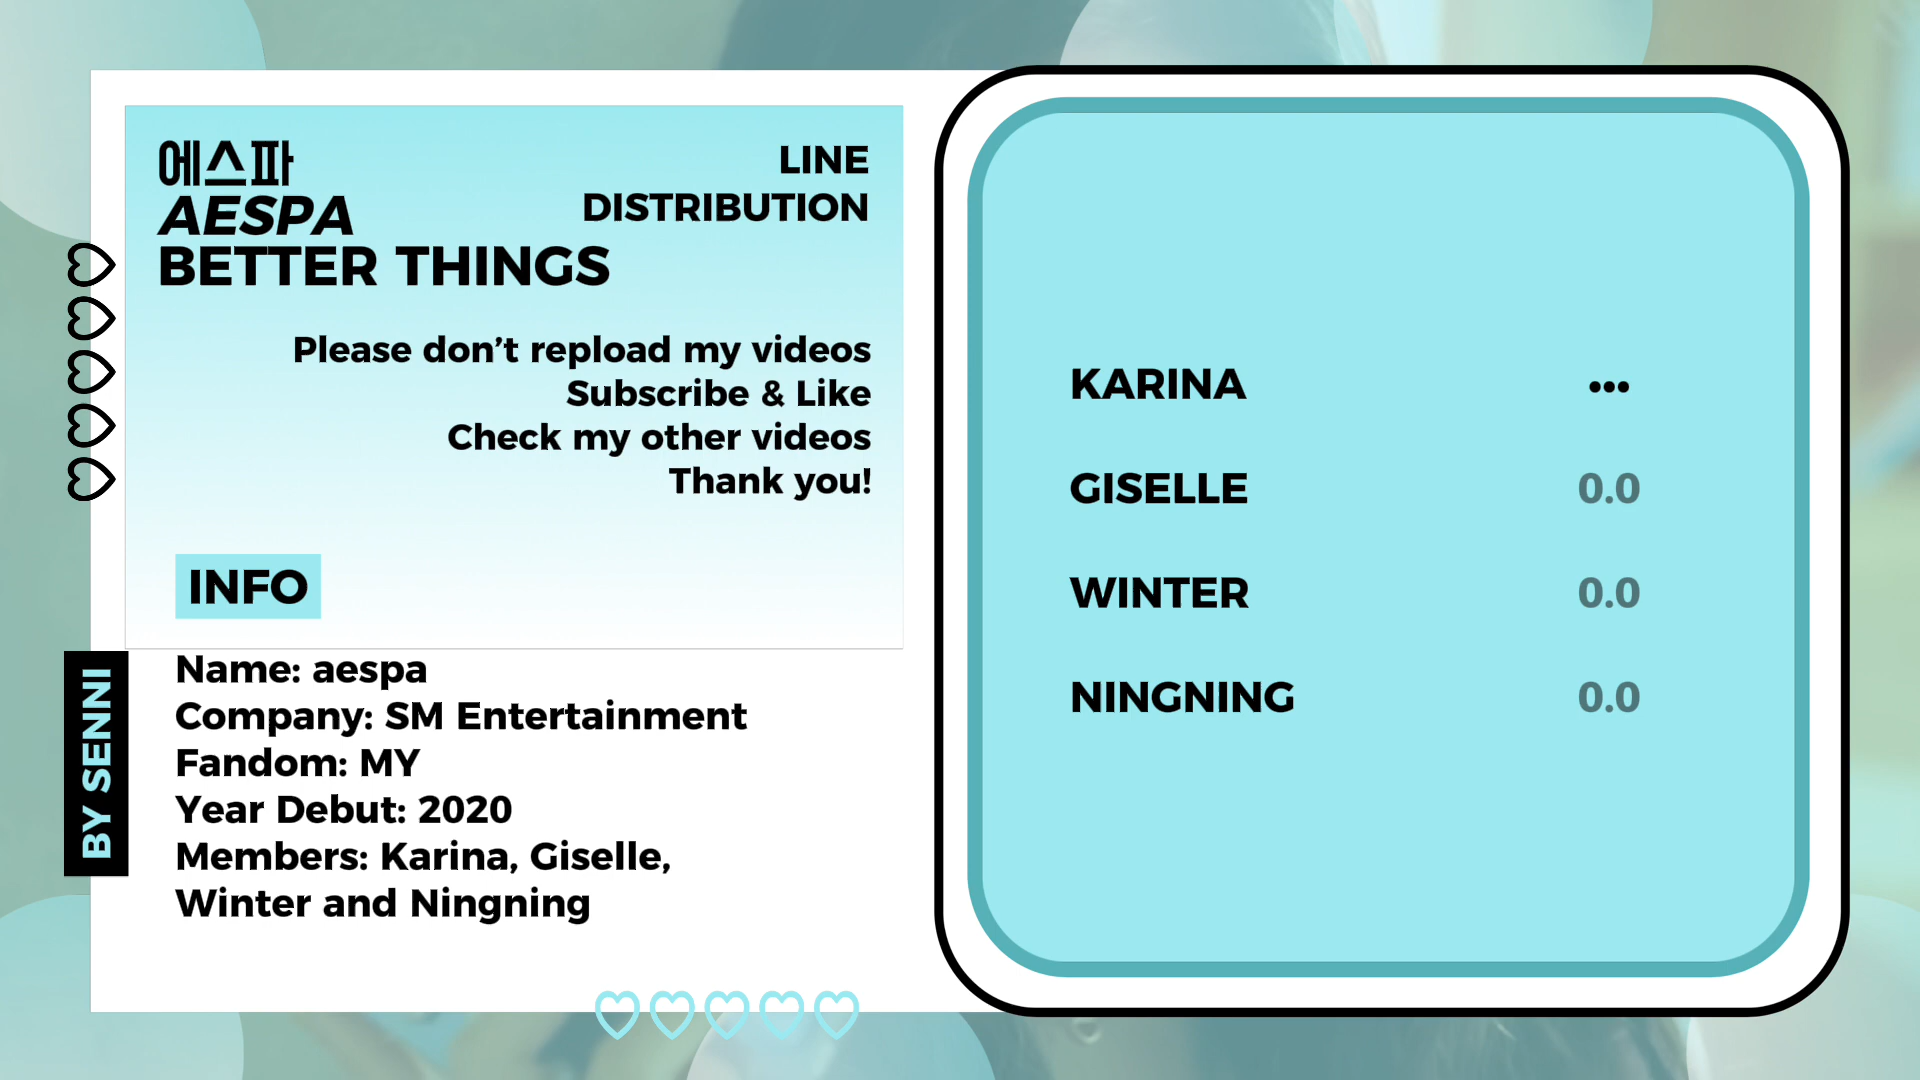 에스파
AESPA
BETTER THINGS
LINE
DISTRIBUTION
Please don’t repload my videos
Subscribe & Like
Check my other videos
Thank you!
INFO
Name: aespa
Company: SM Entertainment
Fandom: MY
Year Debut: 2020
Members: Karina, Giselle,
Winter and Ningning
BY SENNI
KARINA •••
GISELLE 0.0
WINTER 0.0
NINGNING 0.0